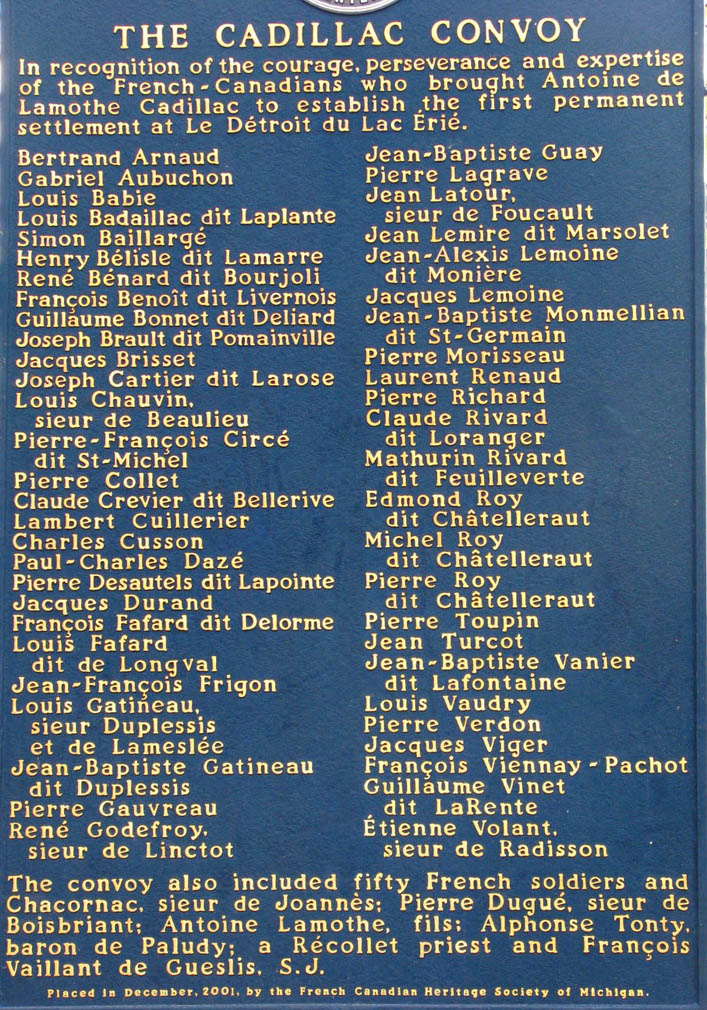 THE CADILLAC CONVOY
In recognition of the courage, perseverance and expertise
of the French-Canadians who brought Antoine de
Lamothe Cadillac to establish the first permanent
settlement at Le Détroit du Lac Érié.
Bertrand Arnaud
Gabriel Aubuchon
Louis Babie
Louis Badaillac dit Laplante
Simon Baillargé
Henry Bélisle dit Lamarre
René Bénard dit Bourjoli
François Benoît dit Livernois
Guillaume Bonnet dit Deliard
Joseph Brault dit Pomainville
Jacques Brisset
Joseph Cartier dit Larose
Louis Chauvin,
sieur de Beaulieu
Pierre-François Circé
dit St-Michel
Pierre Collet
Claude Crevier dit Bellerive
Lambert Cuillerier
Charles Cusson
Paul-Charles Dazé
Pierre Desautels dit Lapointe
Jacques Durand
François Fafard dit Delorme
Louis Fafard
dit de Longval
Jean-François Frigon
Louis Gatineau,
sieur Duplessis
et de Lameslée
Jean-Baptiste Gatineau
dit Duplessis
Pierre Gauvreau
René Godefroy,
sieur de Linctot
Jean-Baptiste Guay
Pierre Lagrave
Jean Latour,
sieur de Foucault
Jean Lemire dit Marsolet
Jean-Alexis Lemoine
dit Monière
Jacques Lemoine
Jean-Baptiste Monmellian
dit St-Germain
Pierre Morisseau
Laurent Renaud
Pierre Richard
Claude Rivard
dit Loranger
Mathurin Rivard
dit Feuilleverte
Edmond Roy
dit Châtelleraut
Michel Roy
dit Châtelleraut
Pierre Roy
dit Châtelleraut
Pierre Toupin
Jean Turcot
Jean-Baptiste Vanier
dit Lafontaine
Louis Vaudry
Pierre Verdon
Jacques Viger
François Viennay-Pachot
Guillaume Vinet
dit LaRente
Étienne Volant,
sieur de Radisson
The convoy also included fifty French soldiers and
Chacornac, sieur de Joannès; Pierre Dugué, sieur de
Boisbriant; Antoine Lamothe, fils; Alphonse Tonty,
baron de Paludy; a Récollet priest and François
Vaillant de Gueslis, S.J.
Placed in December, 2001, by the French Canadian Heritage Society of Michigan.